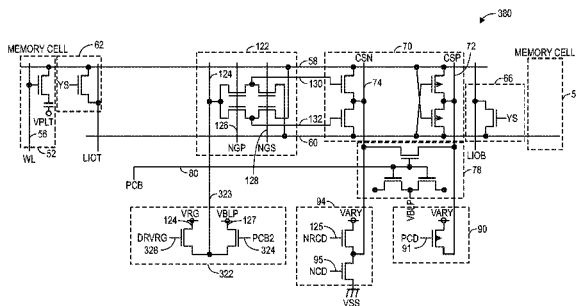 380
MEMORY CELL 62 122 70 72 MEMORY CELL
58 CSN CSP
124 130 74 66
YS YS
VPLT
132
56 126 60
WL 52 LIOT NGP NGS LIOB
128
PCB 80 78
323 94 VBLP
VRG VBLP VARY VARY
124 127 125 90
DRVRG PCB2 NRCD PCD
328 324 95 91
NCD
322
VSS